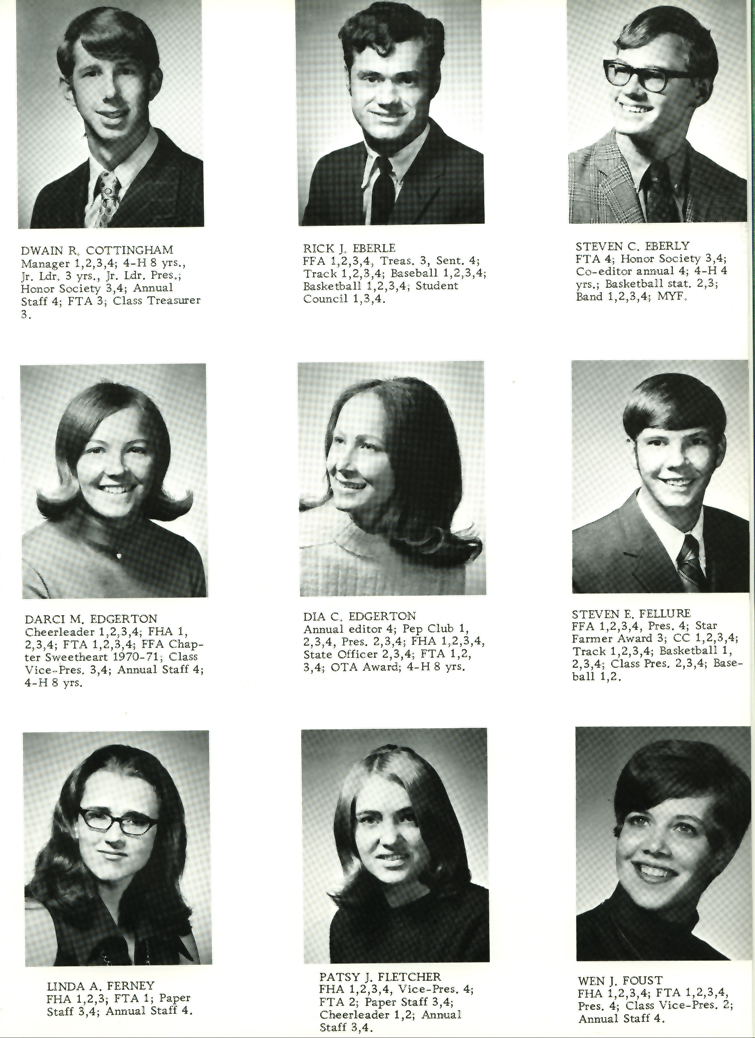 DWAIN R. COTTINGHAM
Manager 1,2,3,4; 4-H 8 yrs.,
Jr. Ldr. 3 yrs., Jr. Ldr. Pres.;
Honor Society 3,4; Annual
Staff 4; FTA 3; Class Treasurer
3.
RICK J. EBERLE
FFA 1,2,3,4, Treas. 3, Sent. 4;
Track 1,2,3,4; Baseball 1,2,3,4;
Basketball 1,2,3,4; Student
Council 1,3,4.
STEVEN C. EBERLY
FTA 4; Honor Society 3,4;
Co-editor annual 4; 4-H 4
yrs.; Basketball stat. 2,3;
Band 1,2,3,4; MYF.
DARCI M. EDGERTON
Cheerleader 1,2,3,4; FHA 1,
2,3,4; FTA 1,2,3,4; FFA Chap-
ter Sweetheart 1970-71; Class
Vice-Pres. 3,4; Annual Staff 4;
4-H 8 yrs.
DIA C. EDGERTON
Annual editor 4; Pep Club 1,
2,3,4, Pres. 2,3,4; FHA 1,2,3,4,
State Officer 2,3,4; FTA 1,2,
3,4; OTA Award; 4-H 8 yrs.
STEVEN E. FELLURE
FFA 1,2,3,4, Pres. 4; Star
Farmer Award 3; CC 1,2,3,4;
Track 1,2,3,4; Basketball 1,
2,3,4; Class Pres. 2,3,4; Base-
ball 1,2.
LINDA A. FERNEY
FHA 1,2,3; FTA 1; Paper
Staff 3,4; Annual Staff 4.
PATSY J. FLETCHER
FHA 1,2,3,4, Vice-Pres. 4;
FTA 2; Paper Staff 3,4;
Cheerleader 1,2; Annual
Staff 3,4.
WEN J. FOUST
FHA 1,2,3,4; FTA 1,2,3,4,
Pres. 4; Class Vice-Pres. 2;
Annual Staff 4.